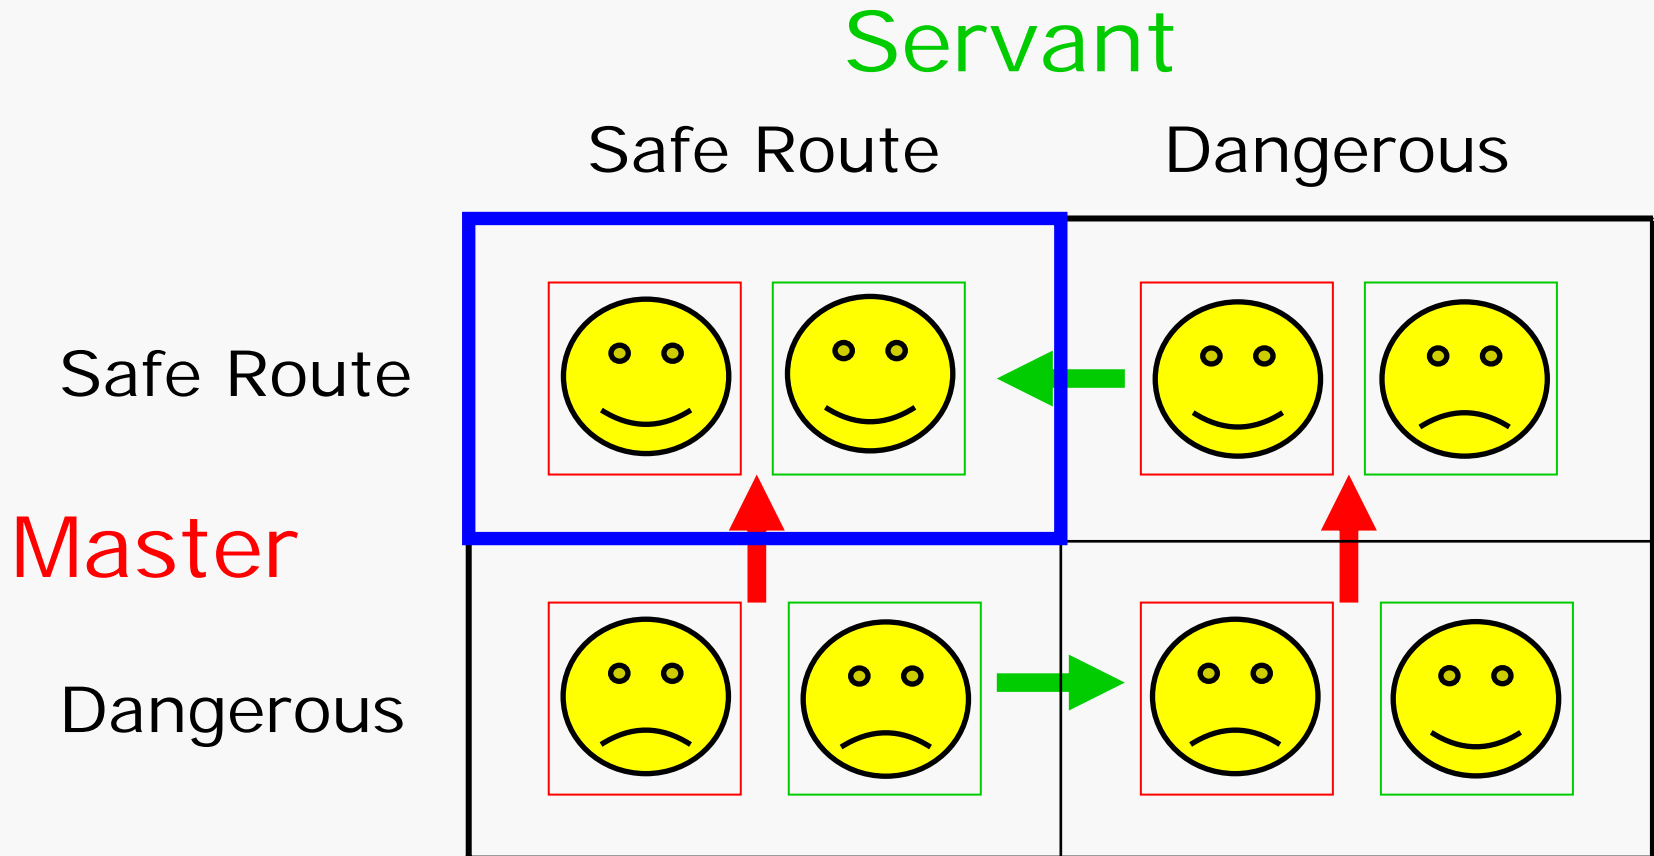 Servant
Safe Route Dangerous
Safe Route
Master
Dangerous